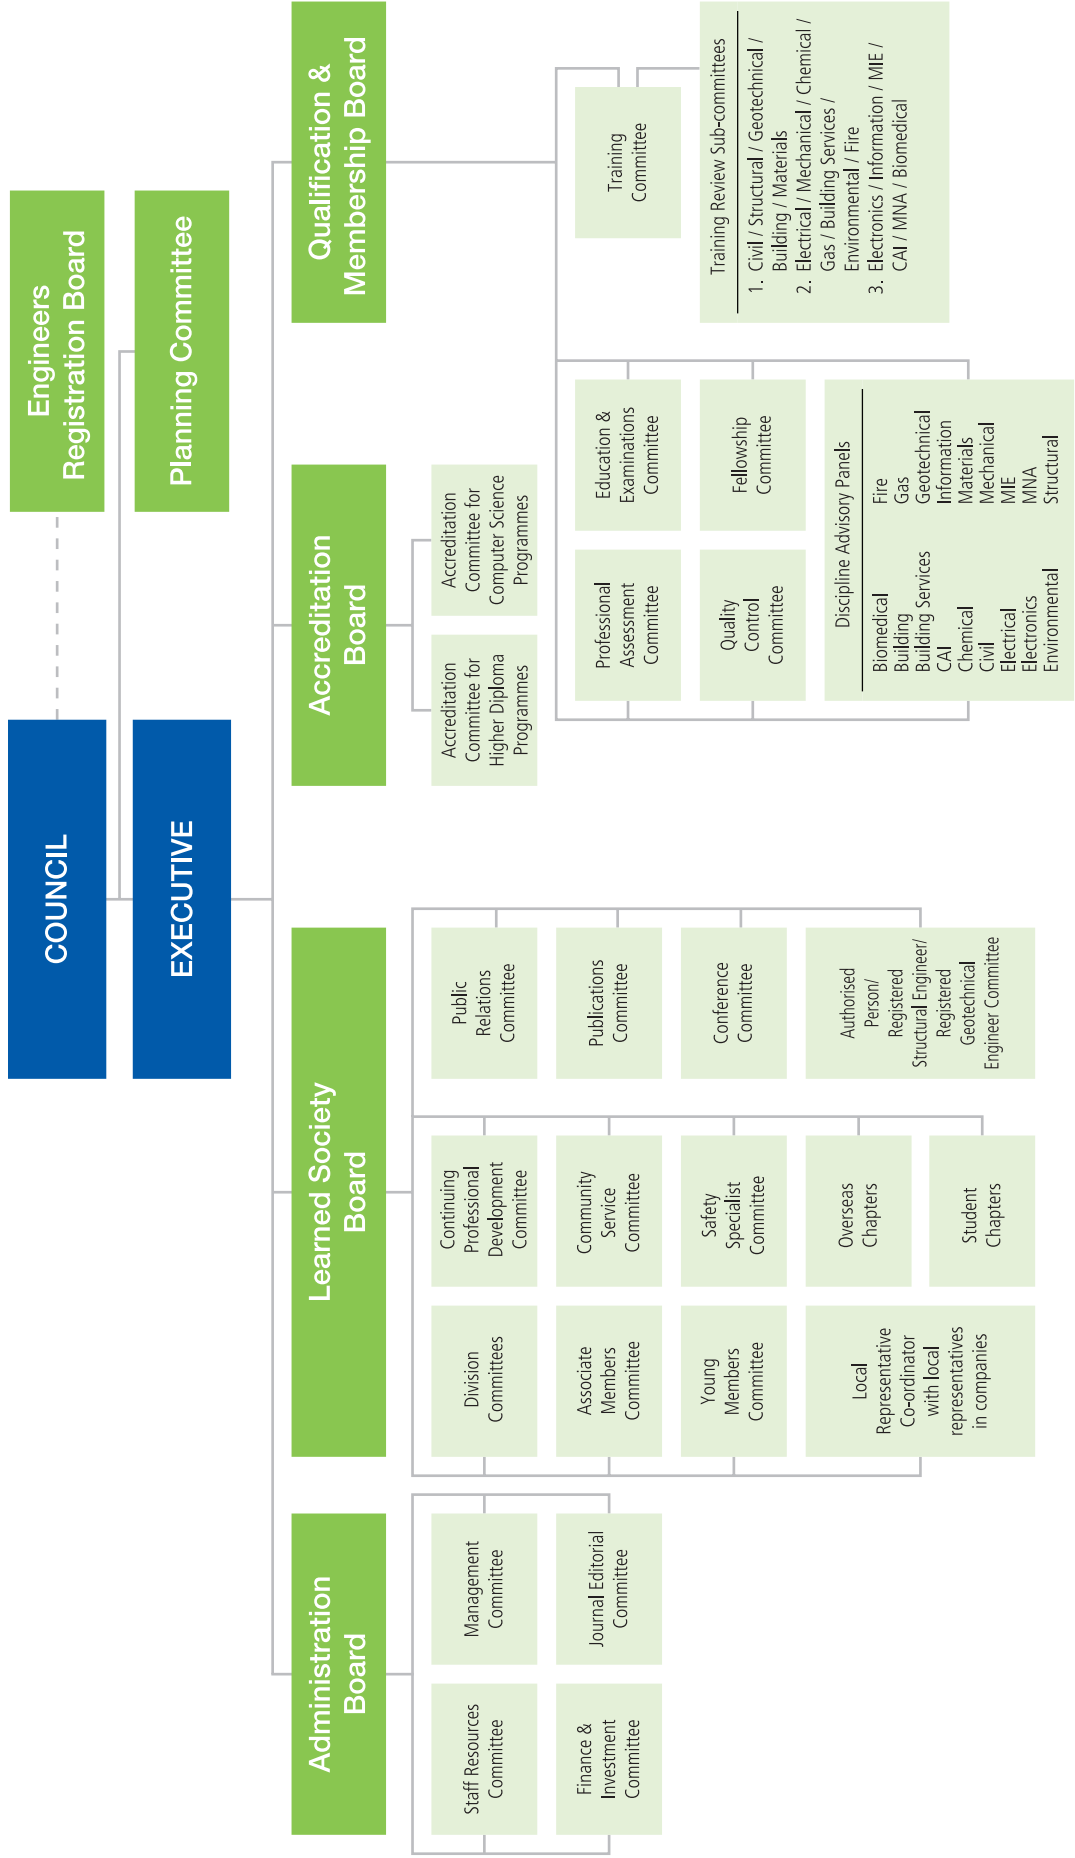 COUNCIL
Engineers
Registration Board
EXECUTIVE
Planning Committee
Administration
Board
Staff Resources
Committee
Management
Committee
Finance &
Investment
Committee
Journal Editorial
Committee
Learned Society
Board
Division
Committees
Continuing
Professional
Development
Committee
Public
Relations
Committee
Associate
Members
Committee
Community
Service
Committee
Publications
Committee
Young
Members
Committee
Safety
Specialist
Committee
Conference
Committee
Local
Representative
Co-ordinator
with local
representatives
in companies
Overseas
Chapters
Student
Chapters
Authorised
Person/
Registered
Structural Engineer/
Registered
Geotechnical
Engineer Committee
Accreditation
Board
Accreditation
Committee for
Higher Diploma
Programmes
Accreditation
Committee for
Computer Science
Programmes
Qualification &
Membership Board
Professional
Assessment
Committee
Education &
Examinations
Committee
Training
Committee
Quality
Control
Committee
Fellowship
Committee
Training Review Sub-committees
1. Civil / Structural / Geotechnical /
Building / Materials
2. Electrical / Mechanical / Chemical /
Gas / Building Services /
Environmental / Fire
3. Electronics / Information / MIE /
CAI / MNA / Biomedical
Discipline Advisory Panels
Biomedical
Building
Building Services
CAI
Chemical
Civil
Electrical
Electronics
Environmental
Fire
Gas
Geotechnical
Information
Materials
Mechanical
MIE
MNA
Structural